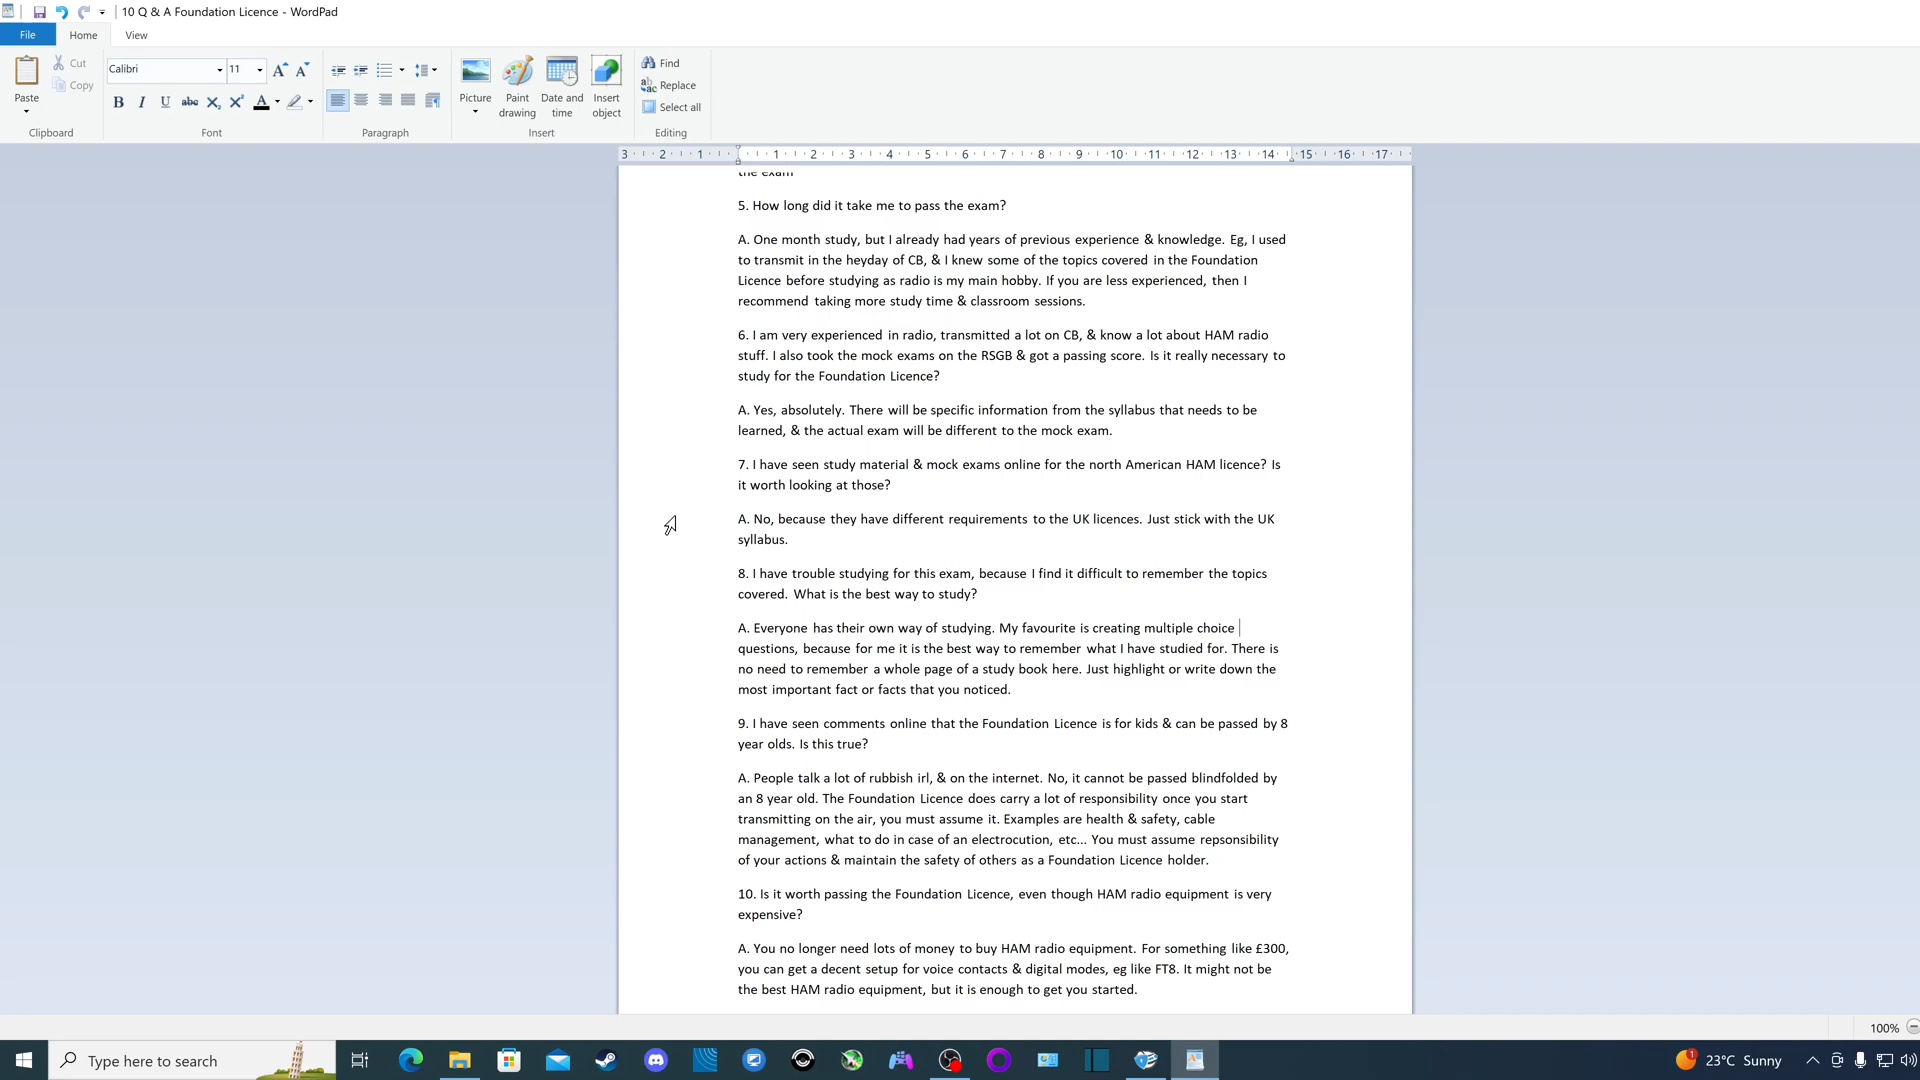 10 Q & A Foundation Licence - WordPad
File
Home
View
Paste
Cut
Copy
Clipboard
Calibri
11
Font
Paragraph
Picture
Paint drawing
Date and time
Insert object
Insert
Find
Replace
Select all
Editing
3 2 1 1 2 3 4 5 6 7 8 9 10 11 12 13 14 15 16 17
the exam
5. How long did it take me to pass the exam?
A. One month study, but I already had years of previous experience & knowledge. Eg, I used
to transmit in the heyday of CB, & I knew some of the topics covered in the Foundation
Licence before studying as radio is my main hobby. If you are less experienced, then I
recommend taking more study time & classroom sessions.
6. I am very experienced in radio, transmitted a lot on CB, & know a lot about HAM radio
stuff. I also took the mock exams on the RSGB & got a passing score. Is it really necessary to
study for the Foundation Licence?
A. Yes, absolutely. There will be specific information from the syllabus that needs to be
learned, & the actual exam will be different to the mock exam.
7. I have seen study material & mock exams online for the north American HAM licence? Is
it worth looking at those?
A. No, because they have different requirements to the UK licences. Just stick with the UK
syllabus.
8. I have trouble studying for this exam, because I find it difficult to remember the topics
covered. What is the best way to study?
A. Everyone has their own way of studying. My favourite is creating multiple choice
questions, because for me it is the best way to remember what I have studied for. There is
no need to remember a whole page of a study book here. Just highlight or write down the
most important fact or facts that you noticed.
9. I have seen comments online that the Foundation Licence is for kids & can be passed by 8
year olds. Is this true?
A. People talk a lot of rubbish irl, & on the internet. No, it cannot be passed blindfolded by
an 8 year old. The Foundation Licence does carry a lot of responsibility once you start
transmitting on the air, you must assume it. Examples are health & safety, cable
management, what to do in case of an electrocution, etc... You must assume repsonsibility
of your actions & maintain the safety of others as a Foundation Licence holder.
10. Is it worth passing the Foundation Licence, even though HAM radio equipment is very
expensive?
A. You no longer need lots of money to buy HAM radio equipment. For something like £300,
you can get a decent setup for voice contacts & digital modes, eg like FT8. It might not be
the best HAM radio equipment, but it is enough to get you started.
100%
Type here to search
23°C Sunny